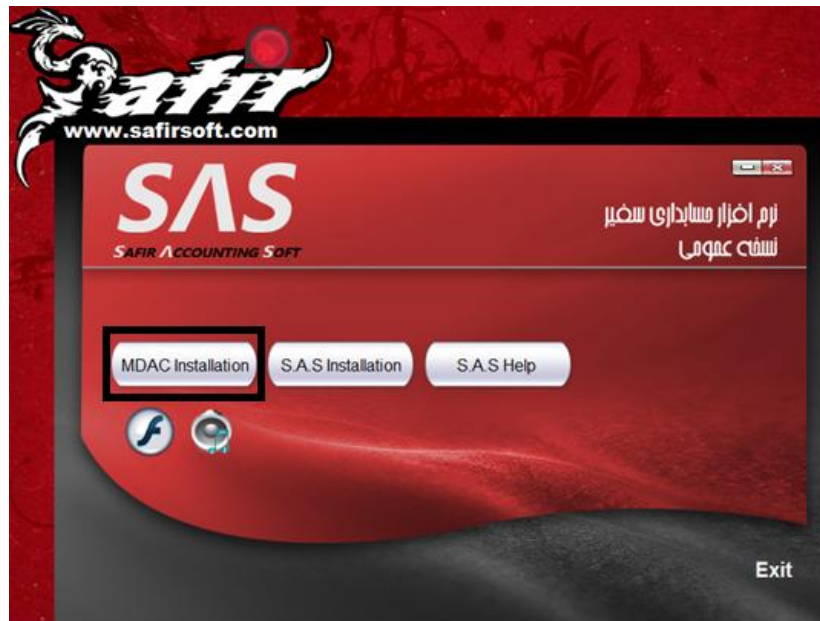 Safir
www.safirsoft.com
SAS
SAFIR ACCOUNTING SOFT
نرم افزار حسابداری سفیر
نسخه عمومی
MDAC Installation
S.A.S Installation
S.A.S Help
Exit